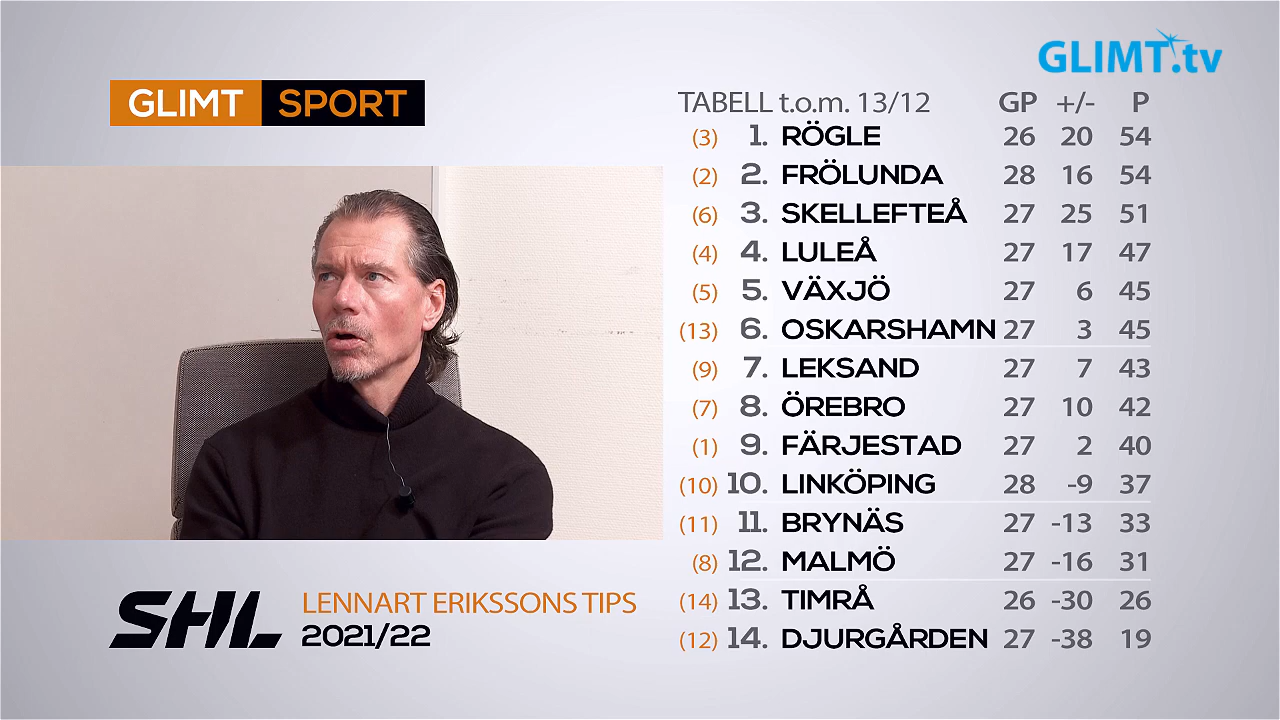 GLIMT.tv
GLIMT SPORT
TABELL t.o.m. 13/12 GP +/- P
(3) 1. RÖGLE 26 20 54
(2) 2. FRÖLUNDA 28 16 54
(6) 3. SKELLEFTEÅ 27 25 51
(4) 4. LULEÅ 27 17 47
(5) 5. VÄXJÖ 27 6 45
(13) 6. OSKARSHAMN 27 3 45
(9) 7. LEKSAND 27 7 43
(7) 8. ÖREBRO 27 10 42
(1) 9. FÄRJESTAD 27 2 40
(10) 10. LINKÖPING 28 -9 37
(11) 11. BRYNÄS 27 -13 33
(8) 12. MALMÖ 27 -16 31
(14) 13. TIMRÅ 26 -30 26
(12) 14. DJURGÅRDEN 27 -38 19
SHL
LENNART ERIKSSONS TIPS
2021/22